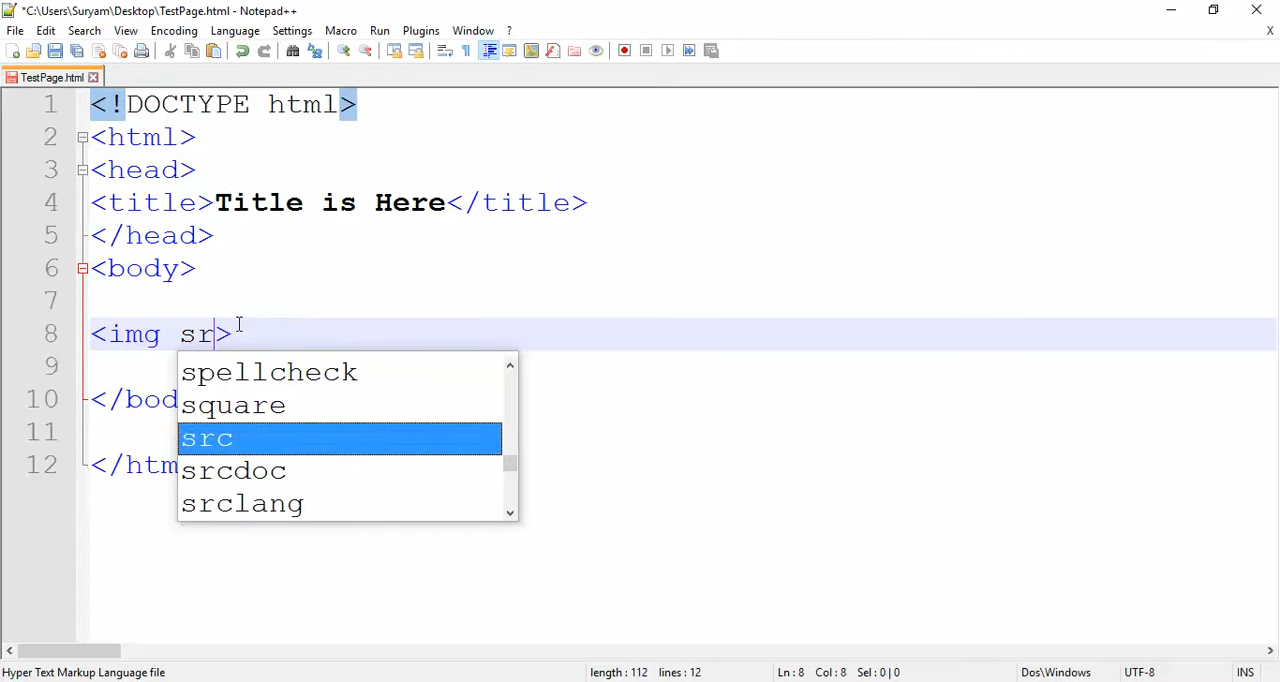 *C:\Users\Suryam\Desktop\TestPage.html - Notepad++
File Edit Search View Encoding Language Settings Macro Run Plugins Window ? X
TestPage.html
1 <!DOCTYPE html>
2 <html>
3 <head>
4 <title>Title is Here</title>
5 </head>
6 <body>
7
8 <img sr>
9
spellcheck
square
src
srcdoc
srclang
10 </bod
11
12 </htm
Hyper Text Markup Language file length : 112 lines : 12 Ln : 8 Col : 8 Sel : 0 | 0 Dos\Windows UTF-8 INS